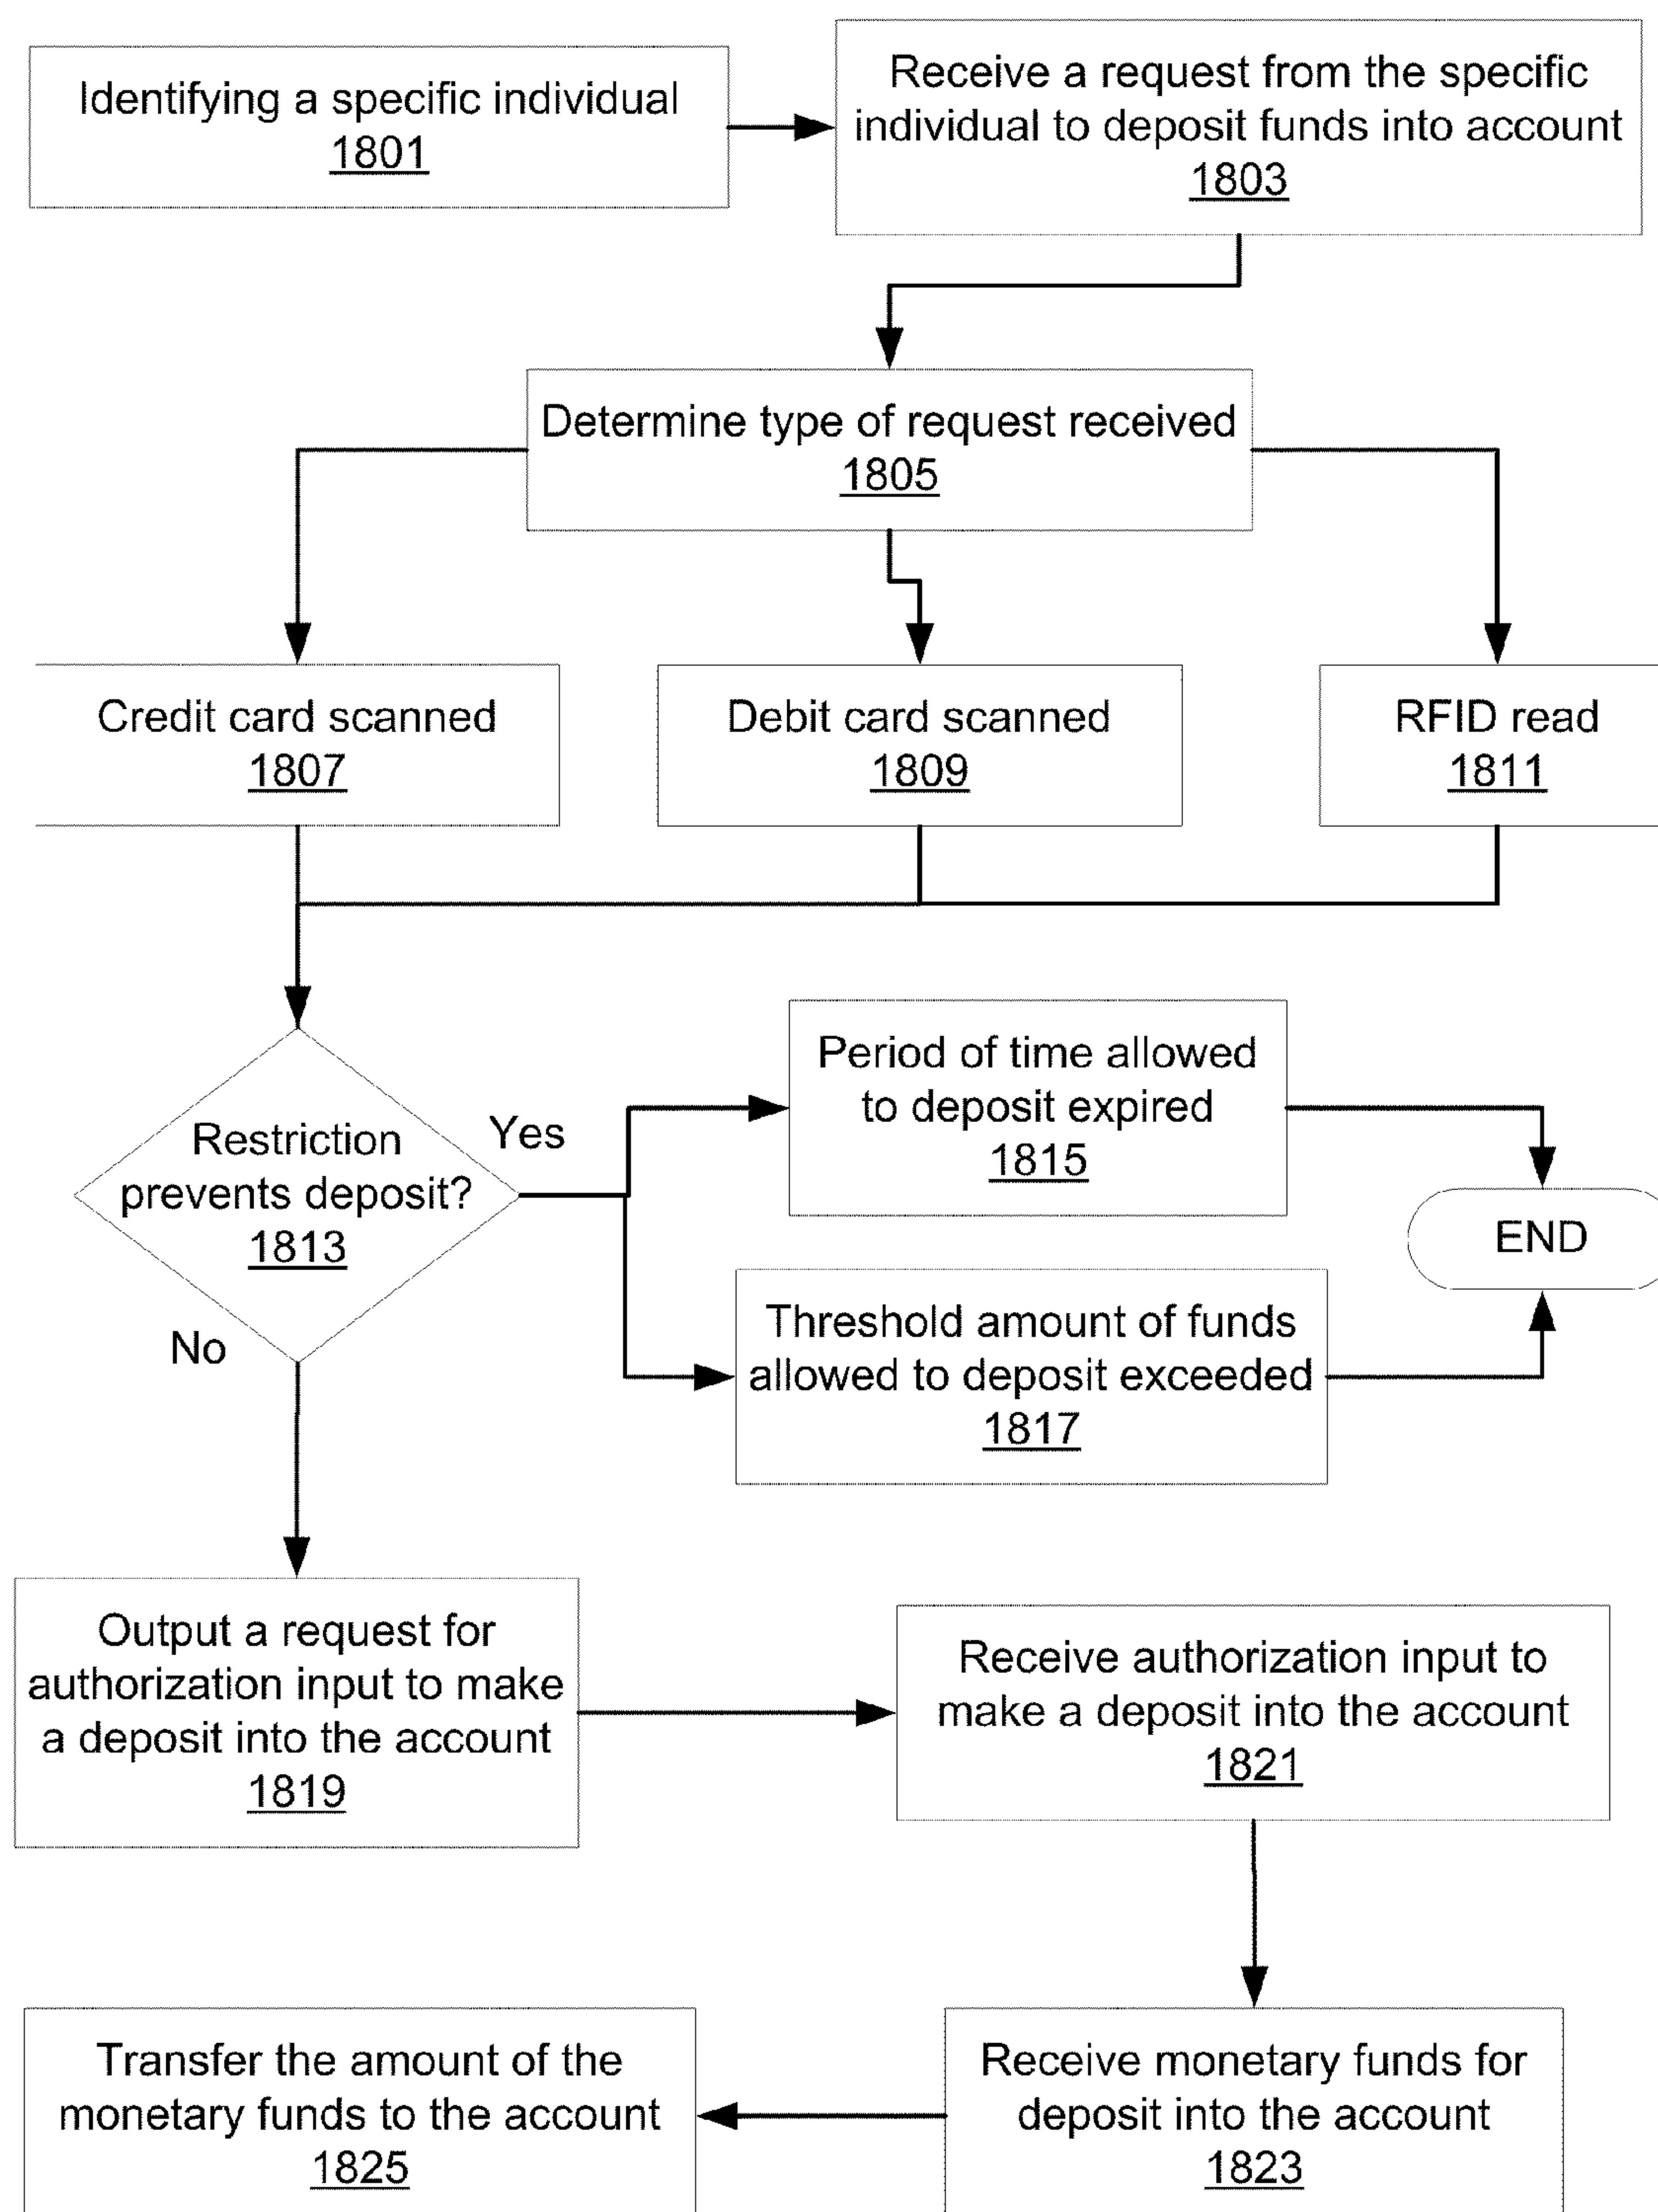 Identifying a specific individual
1801
Receive a request from the specific
individual to deposit funds into account
1803
Determine type of request received
1805
Credit card scanned
1807
Debit card scanned
1809
RFID read
1811
Restriction
prevents deposit?
1813
Yes
No
Period of time allowed
to deposit expired
1815
Threshold amount of funds
allowed to deposit exceeded
1817
END
Output a request for
authorization input to make
a deposit into the account
1819
Receive authorization input to
make a deposit into the account
1821
Receive monetary funds for
deposit into the account
1823
Transfer the amount of the
monetary funds to the account
1825